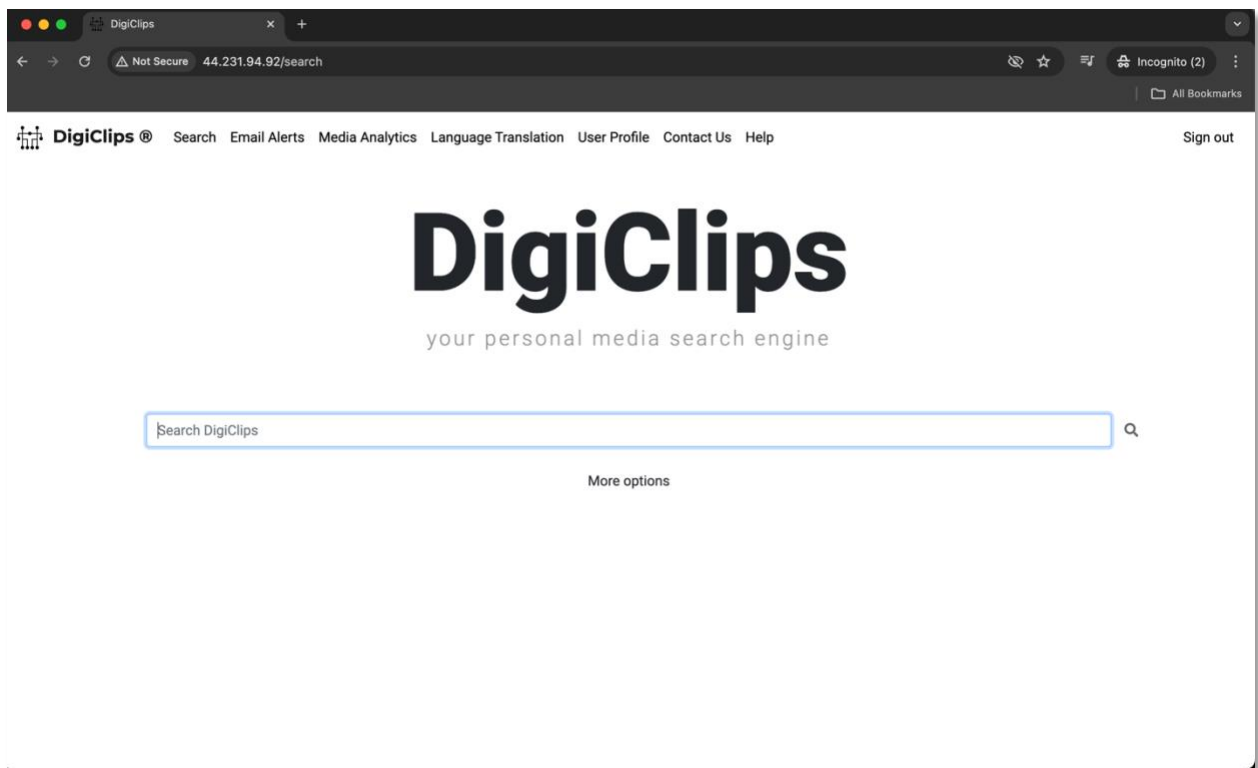 DigiClips
Not Secure 44.231.94.92/search Incognito (2)
All Bookmarks
DigiClips ® Search Email Alerts Media Analytics Language Translation User Profile Contact Us Help Sign out
DigiClips
your personal media search engine
Search DigiClips
More options